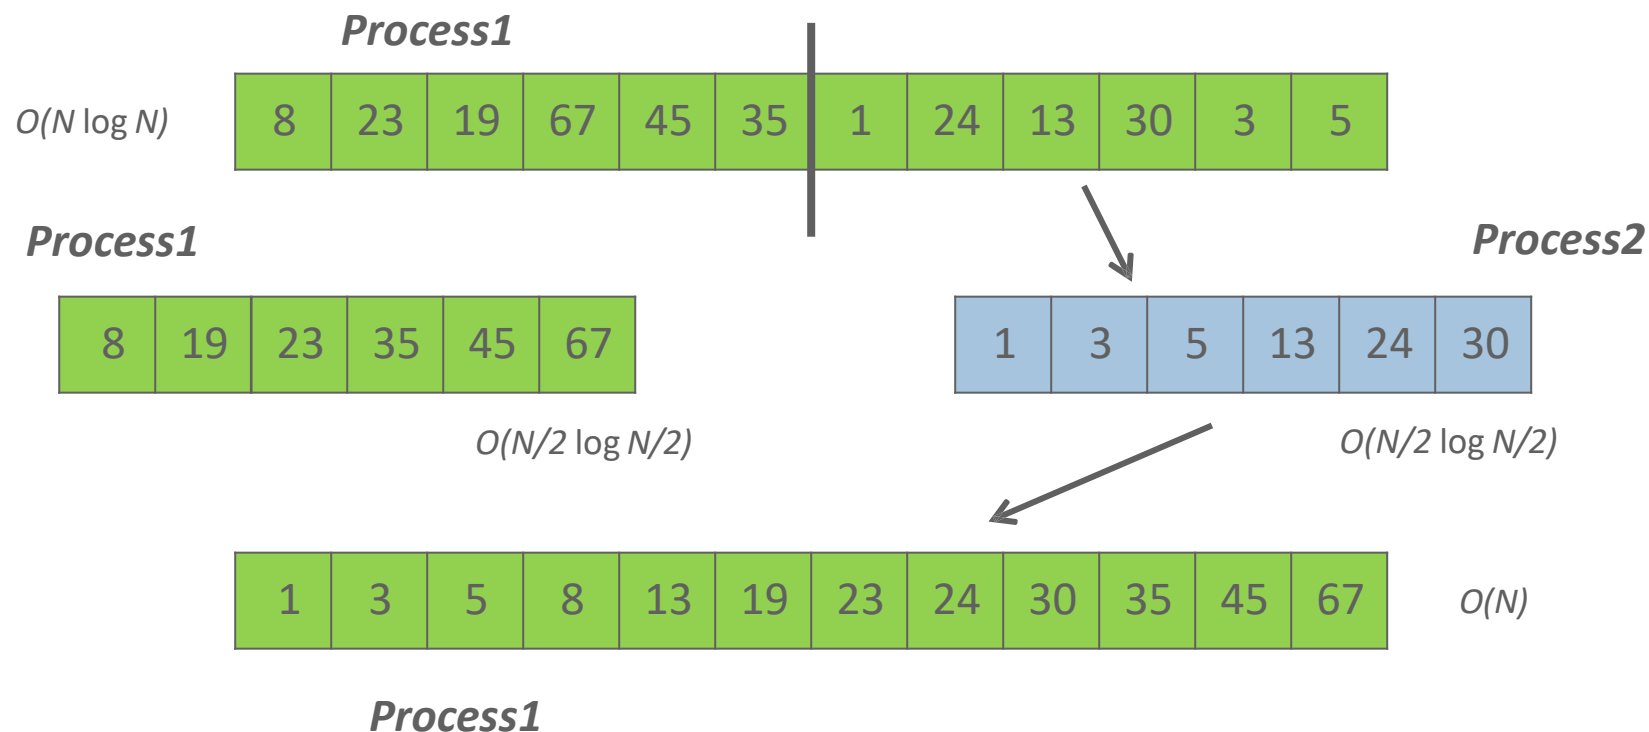 Process1
O(N log N) 8 23 19 67 45 35 1 24 13 30 3 5
Process1 Process2
8 19 23 35 45 67 1 3 5 13 24 30
O(N/2 log N/2) O(N/2 log N/2)
1 3 5 8 13 19 23 24 30 35 45 67 O(N)
Process1